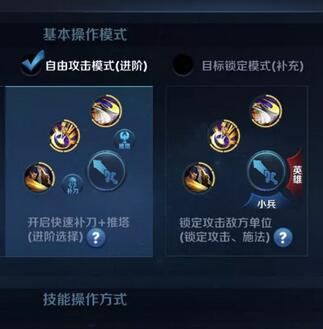 基本操作模式
自由攻击模式(进阶)
目标锁定模式(补充)
推塔
补刀
英雄
小兵
开启快速补刀+推塔
(进阶选择) ?
锁定攻击敌方单位
(锁定攻击、施法) ?
技能操作方式